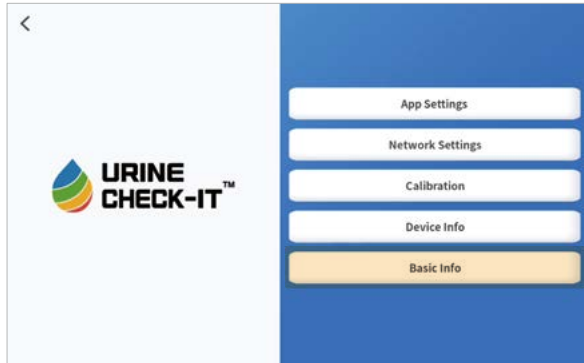 URINE
CHECK-IT™
App Settings
Network Settings
Calibration
Device Info
Basic Info